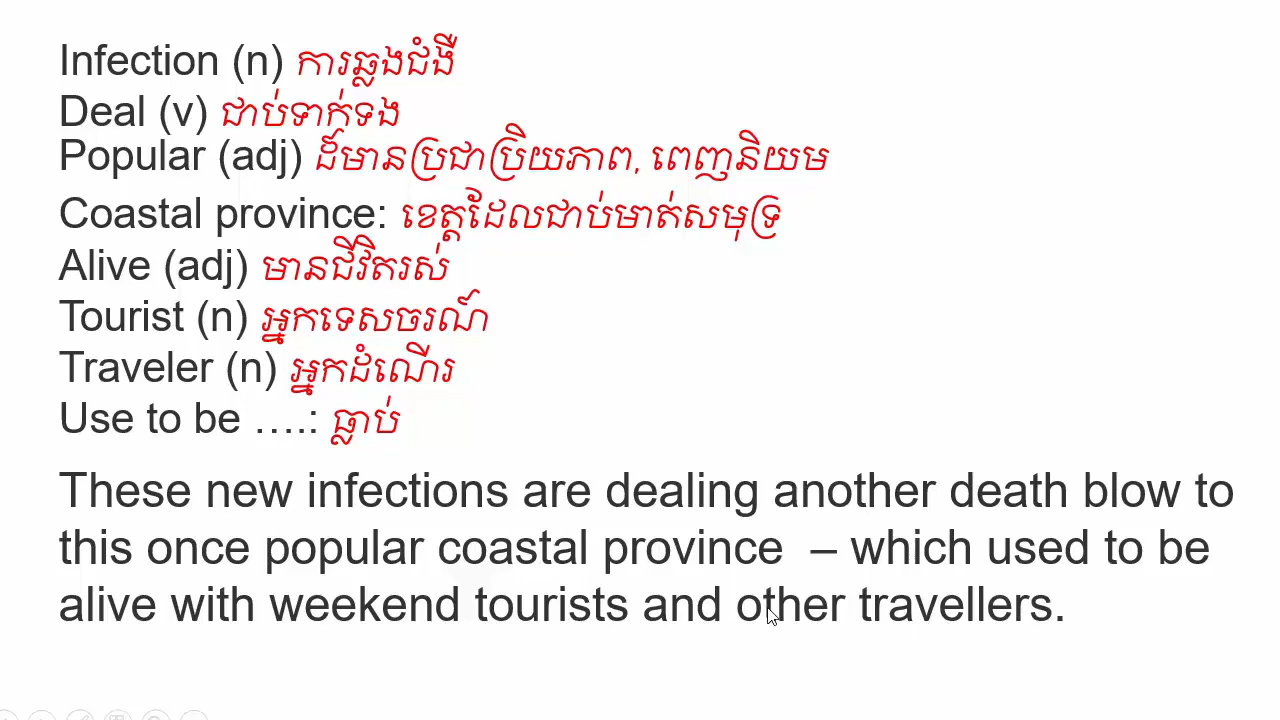 Infection (n) ការឆ្លងជំងឺ
Deal (v) ជាប់ទាក់ទង
Popular (adj) ដ៏មានប្រជាប្រិយភាព, ពេញនិយម
Coastal province: ខេត្តដែលជាប់មាត់សមុទ្រ
Alive (adj) មានជីវិតរស់
Tourist (n) អ្នកទេសចរណ៍
Traveler (n) អ្នកដំណើរ
Use to be ….: ធ្លាប់
These new infections are dealing another death blow to
this once popular coastal province – which used to be
alive with weekend tourists and other travellers.